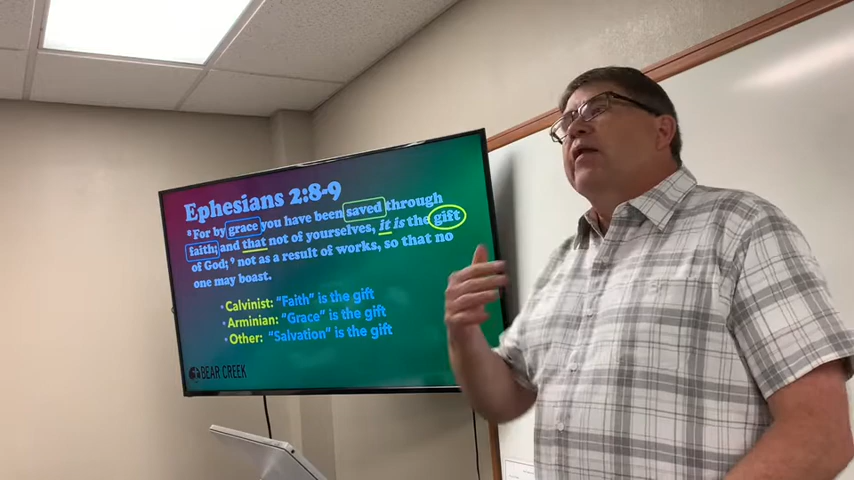 Ephesians 2:8-9
⁸For by grace you have been saved through
faith; and that not of yourselves, it is the gift
of God; ⁹ not as a result of works, so that no
one may boast.
• Calvinist: "Faith" is the gift
• Arminian: "Grace" is the gift
• Other: "Salvation" is the gift
BEAR CREEK